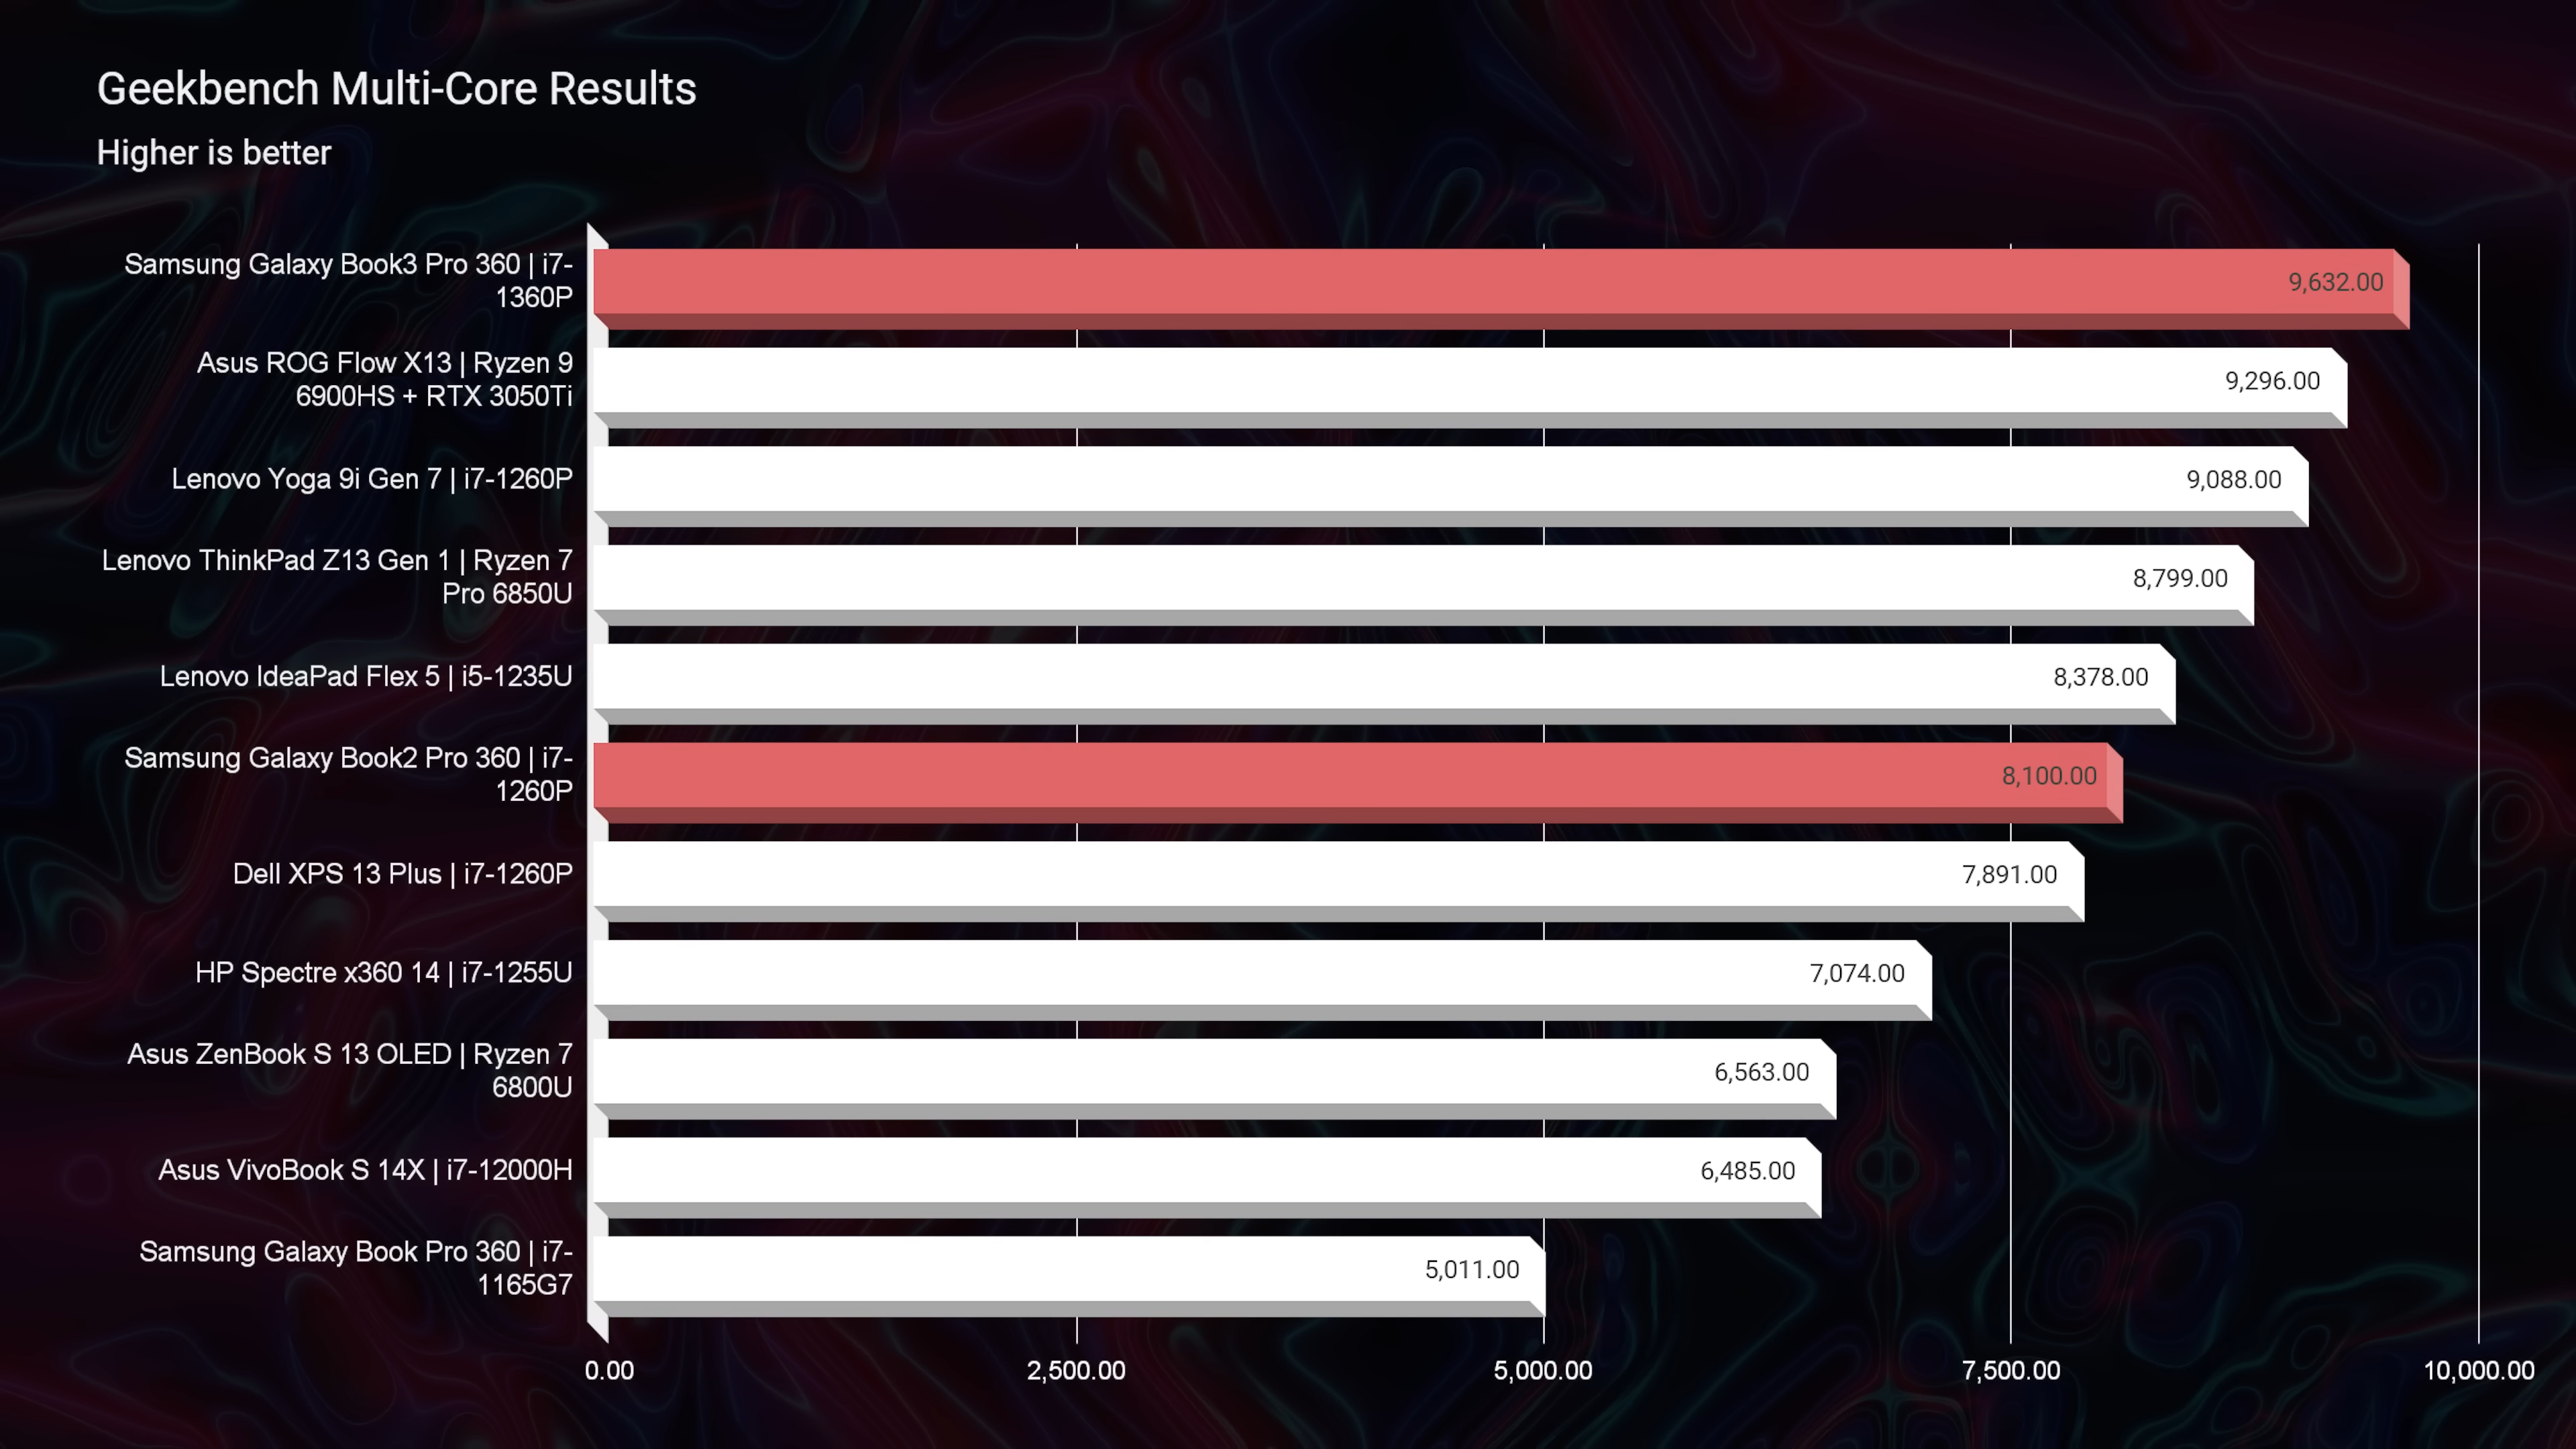 Geekbench Multi-Core Results
Higher is better
Samsung Galaxy Book3 Pro 360 | i7-
1360P
9,632.00
Asus ROG Flow X13 | Ryzen 9
6900HS + RTX 3050Ti
9,296.00
Lenovo Yoga 9i Gen 7 | i7-1260P
9,088.00
Lenovo ThinkPad Z13 Gen 1 | Ryzen 7
Pro 6850U
8,799.00
Lenovo IdeaPad Flex 5 | i5-1235U
8,378.00
Samsung Galaxy Book2 Pro 360 | i7-
1260P
8,100.00
Dell XPS 13 Plus | i7-1260P
7,891.00
HP Spectre x360 14 | i7-1255U
7,074.00
Asus ZenBook S 13 OLED | Ryzen 7
6800U
6,563.00
Asus VivoBook S 14X | i7-12000H
6,485.00
Samsung Galaxy Book Pro 360 | i7-
1165G7
5,011.00
0.00
2,500.00
5,000.00
7,500.00
10,000.00